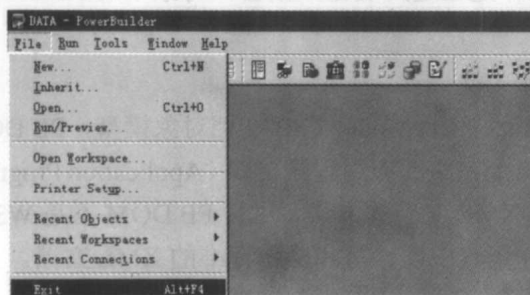 DATA - PowerBuilder
File Run Tools Window Help
New... Ctrl+N
Inherit...
Open... Ctrl+O
Run/Preview...
Open Workspace...
Printer Setup...
Recent Objects
Recent Workspaces
Recent Connections
Exit Alt+F4